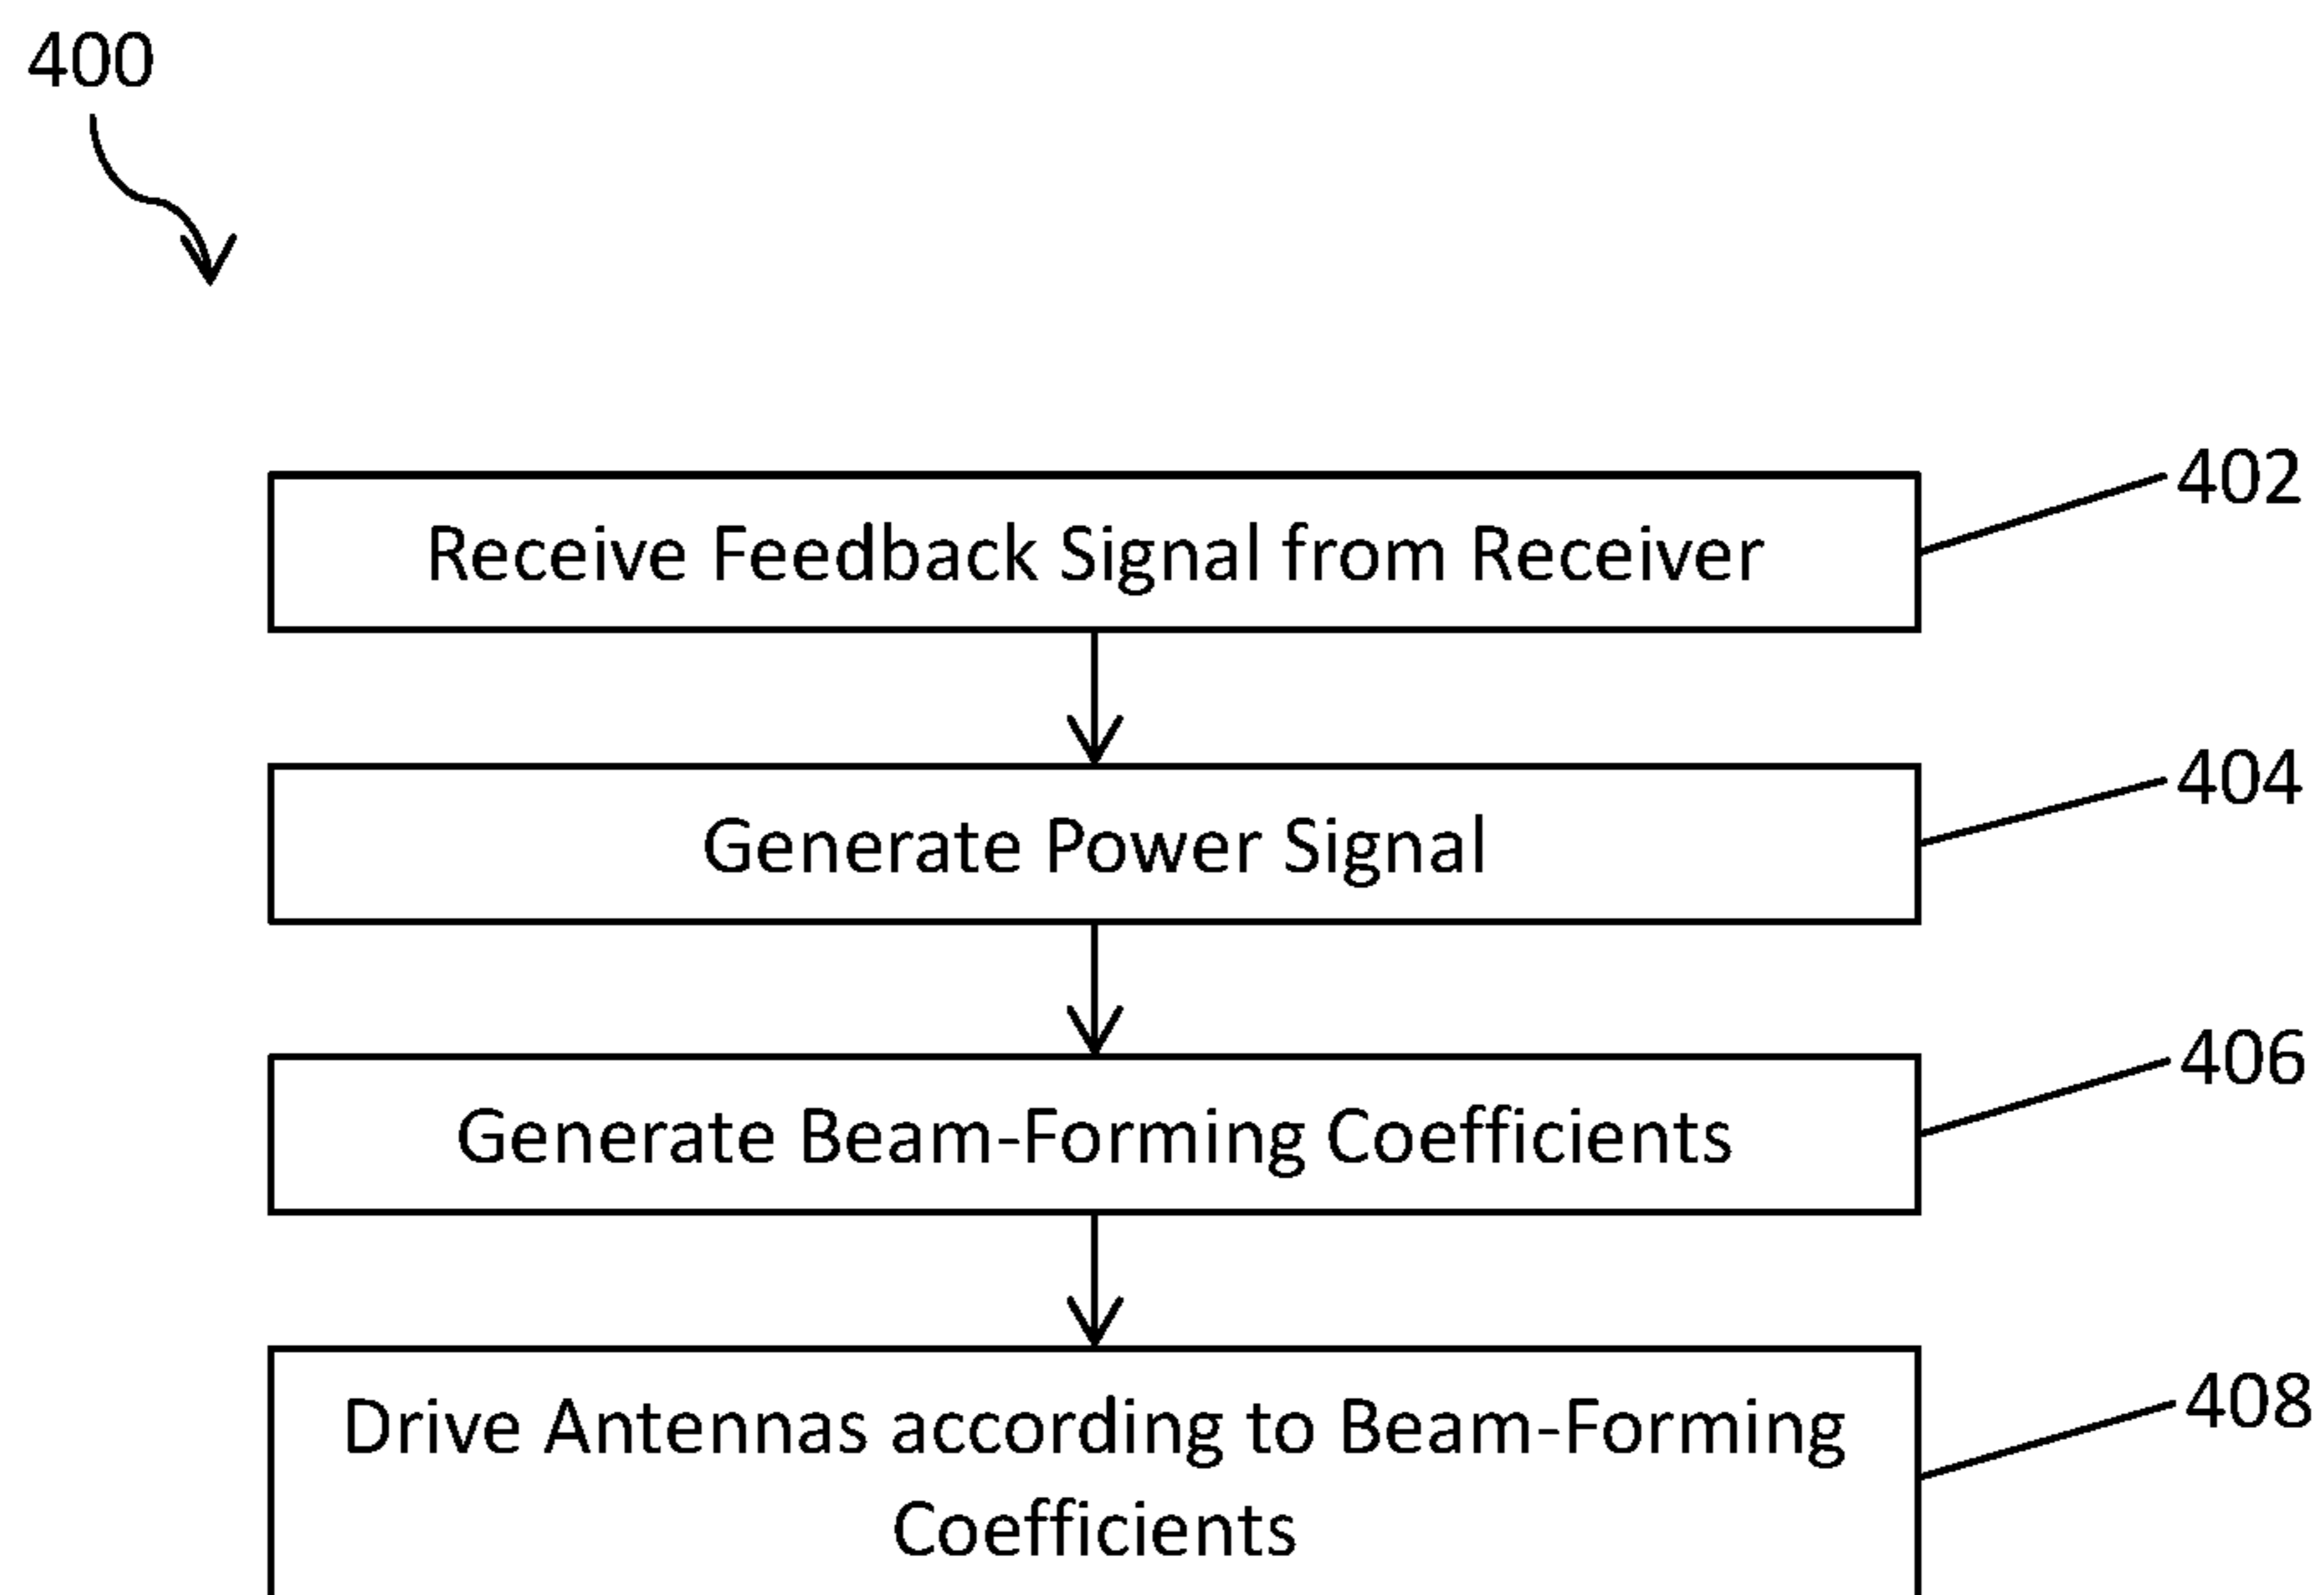 400
Receive Feedback Signal from Receiver
402
Generate Power Signal
404
Generate Beam-Forming Coefficients
406
Drive Antennas according to Beam-Forming
Coefficients
408